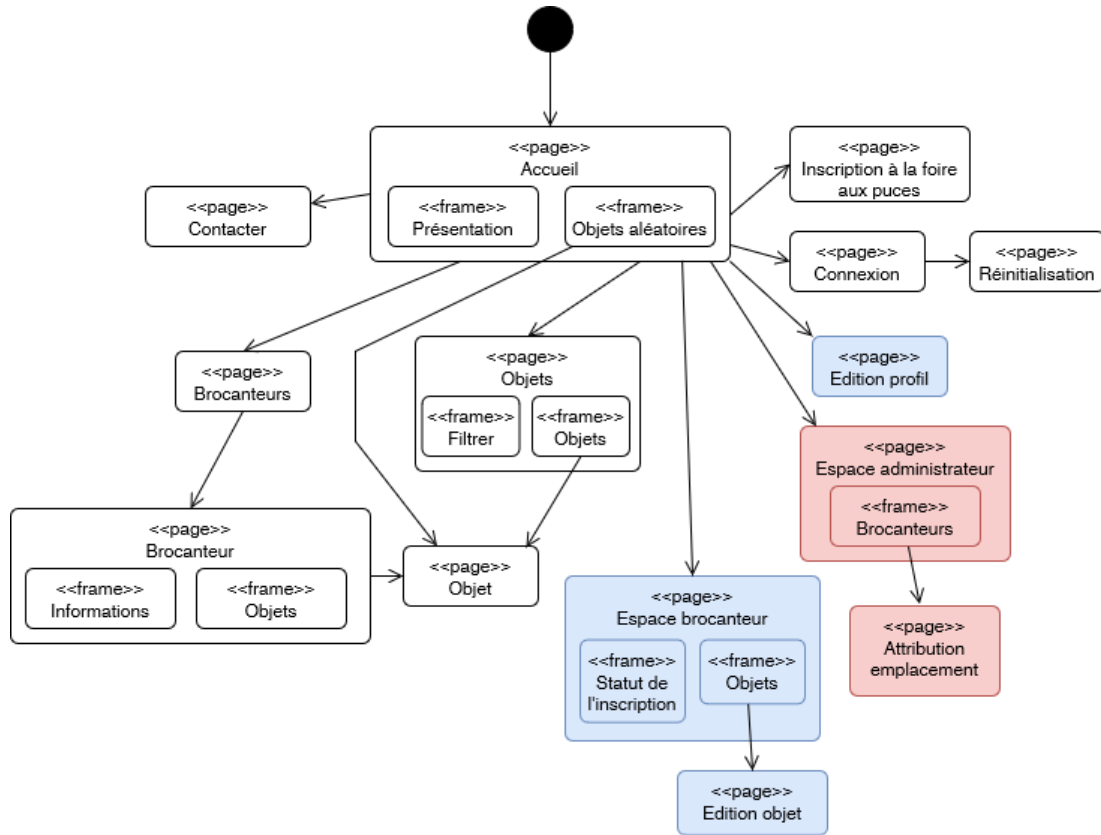 <<page>>
Accueil
<<frame>>
Présentation
<<frame>>
Objets aléatoires
<<page>>
Inscription à la foire
aux puces
<<page>>
Contacter
<<page>>
Connexion
<<page>>
Réinitialisation
<<page>>
Brocanteurs
<<page>>
Objets
<<frame>>
Filtrer
<<frame>>
Objets
<<page>>
Edition profil
<<page>>
Espace administrateur
<<frame>>
Brocanteurs
<<page>>
Brocanteur
<<frame>>
Informations
<<frame>>
Objets
<<page>>
Objet
<<page>>
Espace brocanteur
<<frame>>
Statut de
l'inscription
<<frame>>
Objets
<<page>>
Attribution
emplacement
<<page>>
Edition objet